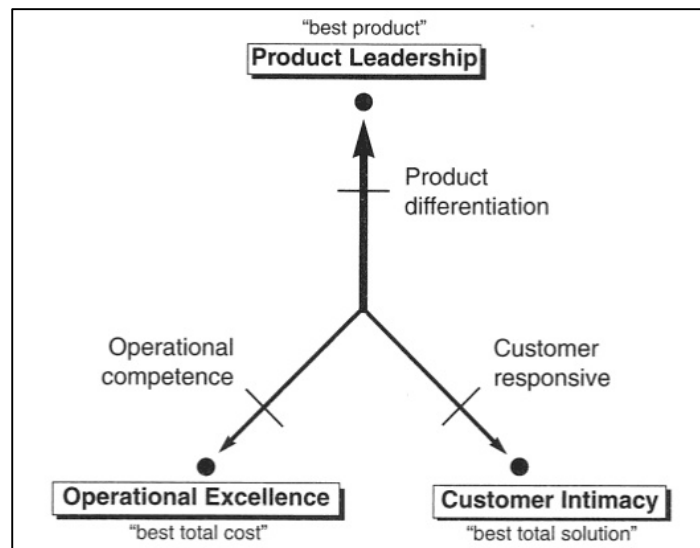 “best product”
Product Leadership
Product
differentiation
Operational
competence
Customer
responsive
Operational Excellence
“best total cost”
Customer Intimacy
“best total solution”